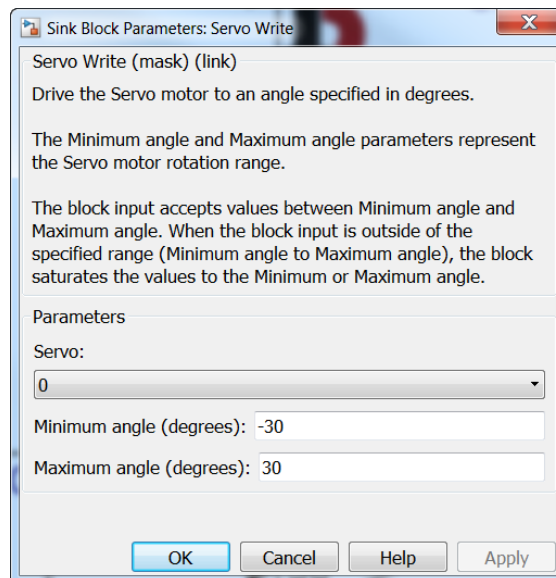 Sink Block Parameters: Servo Write
Servo Write (mask) (link)
Drive the Servo motor to an angle specified in degrees.
The Minimum angle and Maximum angle parameters represent
the Servo motor rotation range.
The block input accepts values between Minimum angle and
Maximum angle. When the block input is outside of the
specified range (Minimum angle to Maximum angle), the block
saturates the values to the Minimum or Maximum angle.
Parameters
Servo:
0
Minimum angle (degrees): -30
Maximum angle (degrees): 30
OK Cancel Help Apply